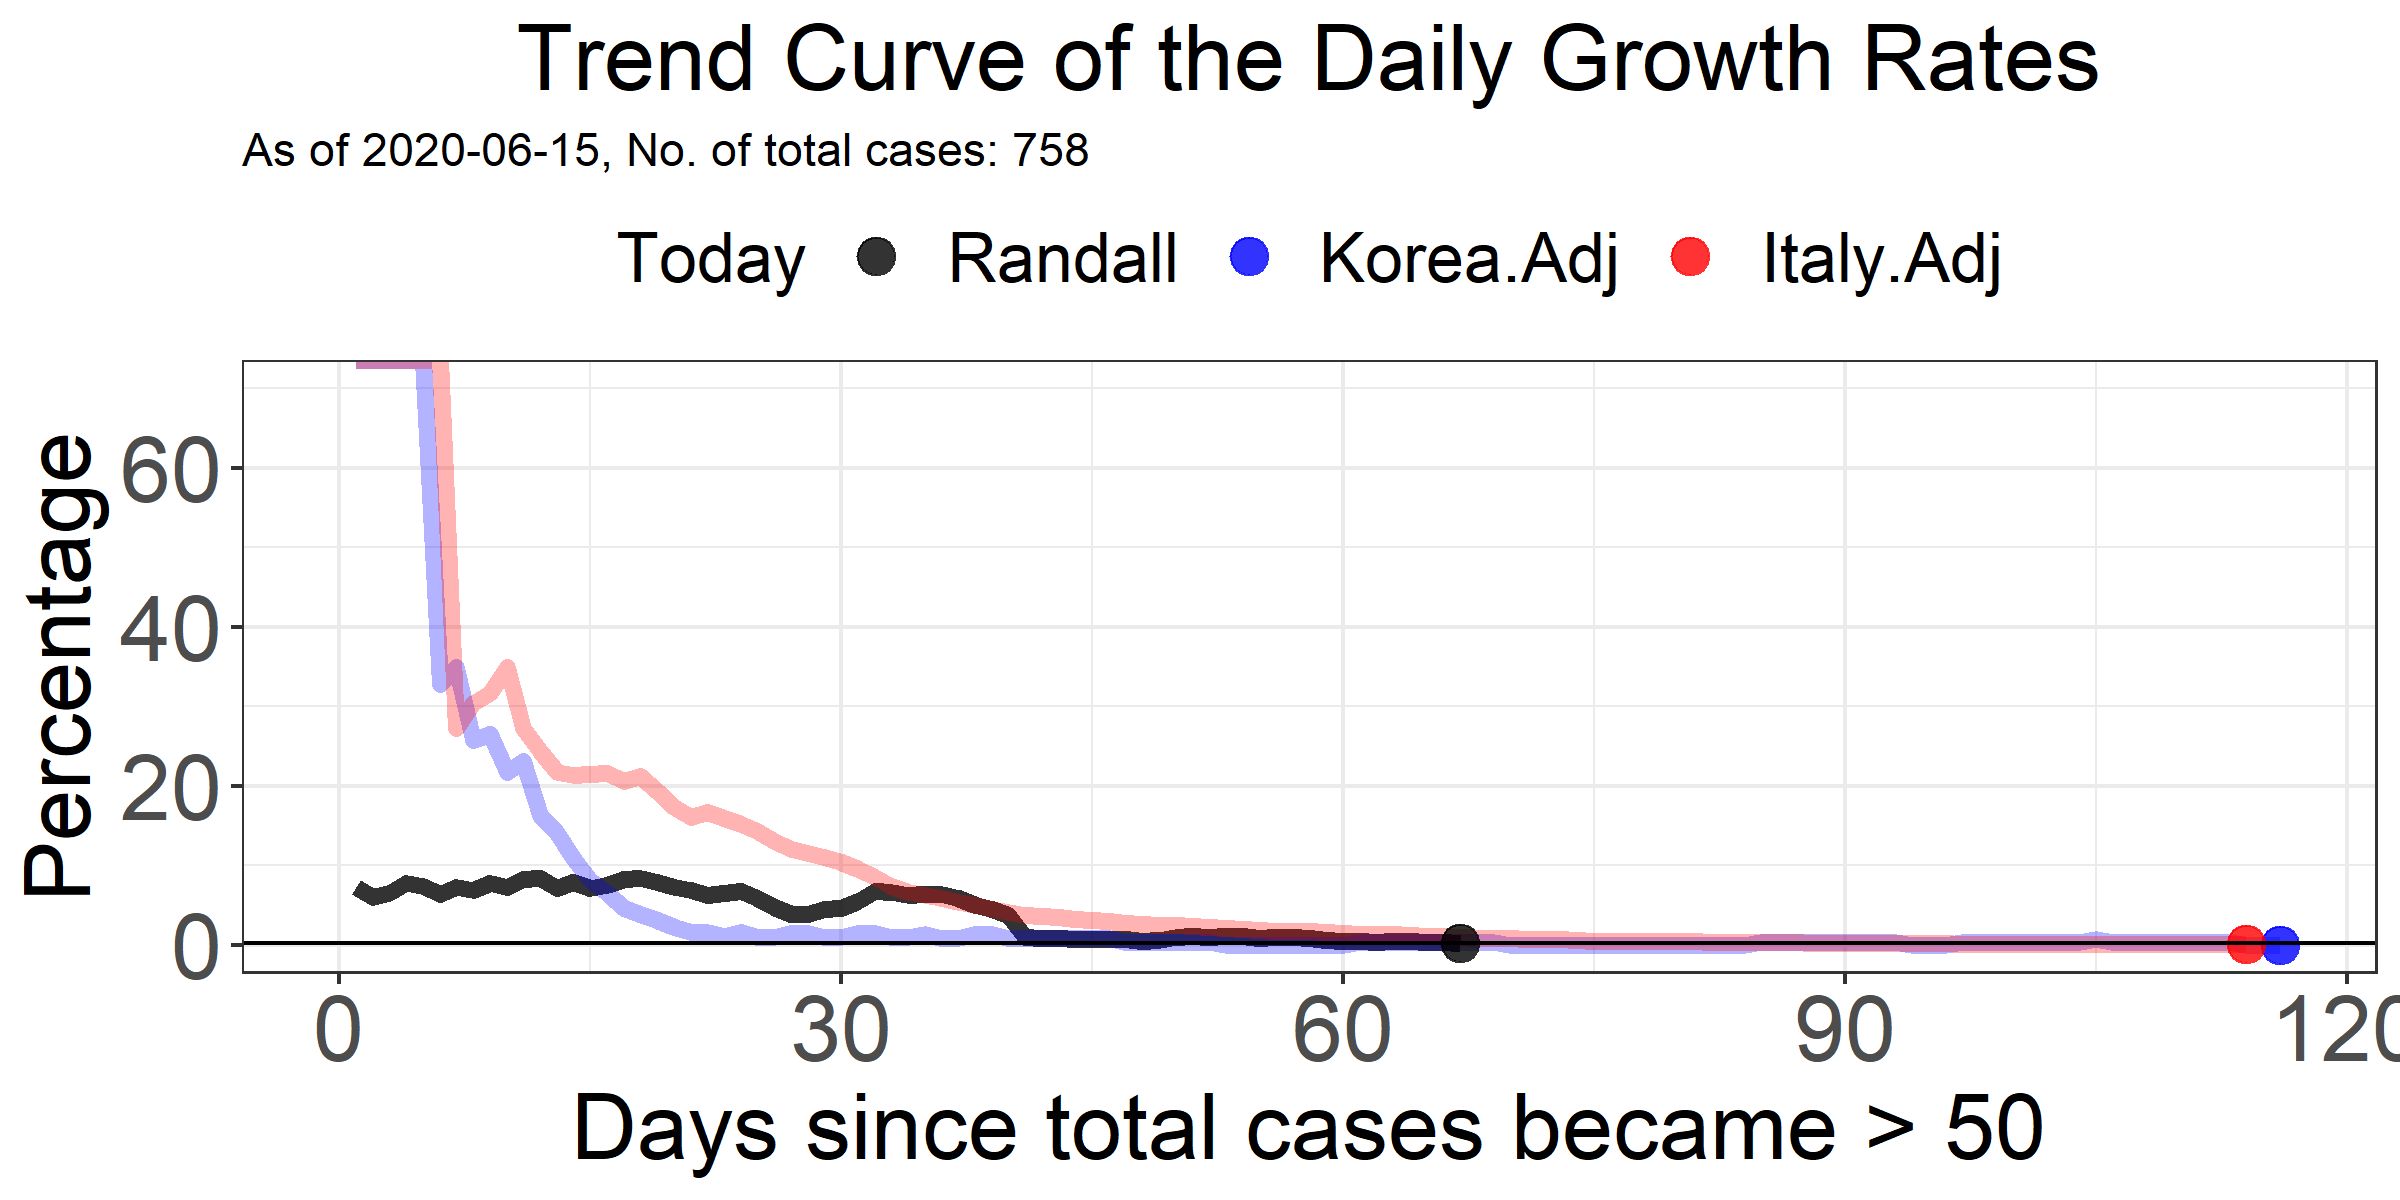 Trend Curve of the Daily Growth Rates
As of 2020-06-15, No. of total cases: 758
Today Randall Korea.Adj Italy.Adj
Percentage
60
40
20
0
0 30 60 90 120
Days since total cases became > 50